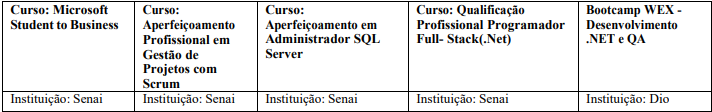 Curso: Microsoft
Student to Business
Curso:
Aperfeiçoamento
Profissional em
Gestão de
Projetos com
Scrum
Curso:
Aperfeiçoamento em
Administrador SQL
Server
Curso: Qualificação
Profissional Programador
Full- Stack(.Net)
Bootcamp WEX -
Desenvolvimento
.NET e QA
Instituição: Senai
Instituição: Senai
Instituição: Senai
Instituição: Senai
Instituição: Dio